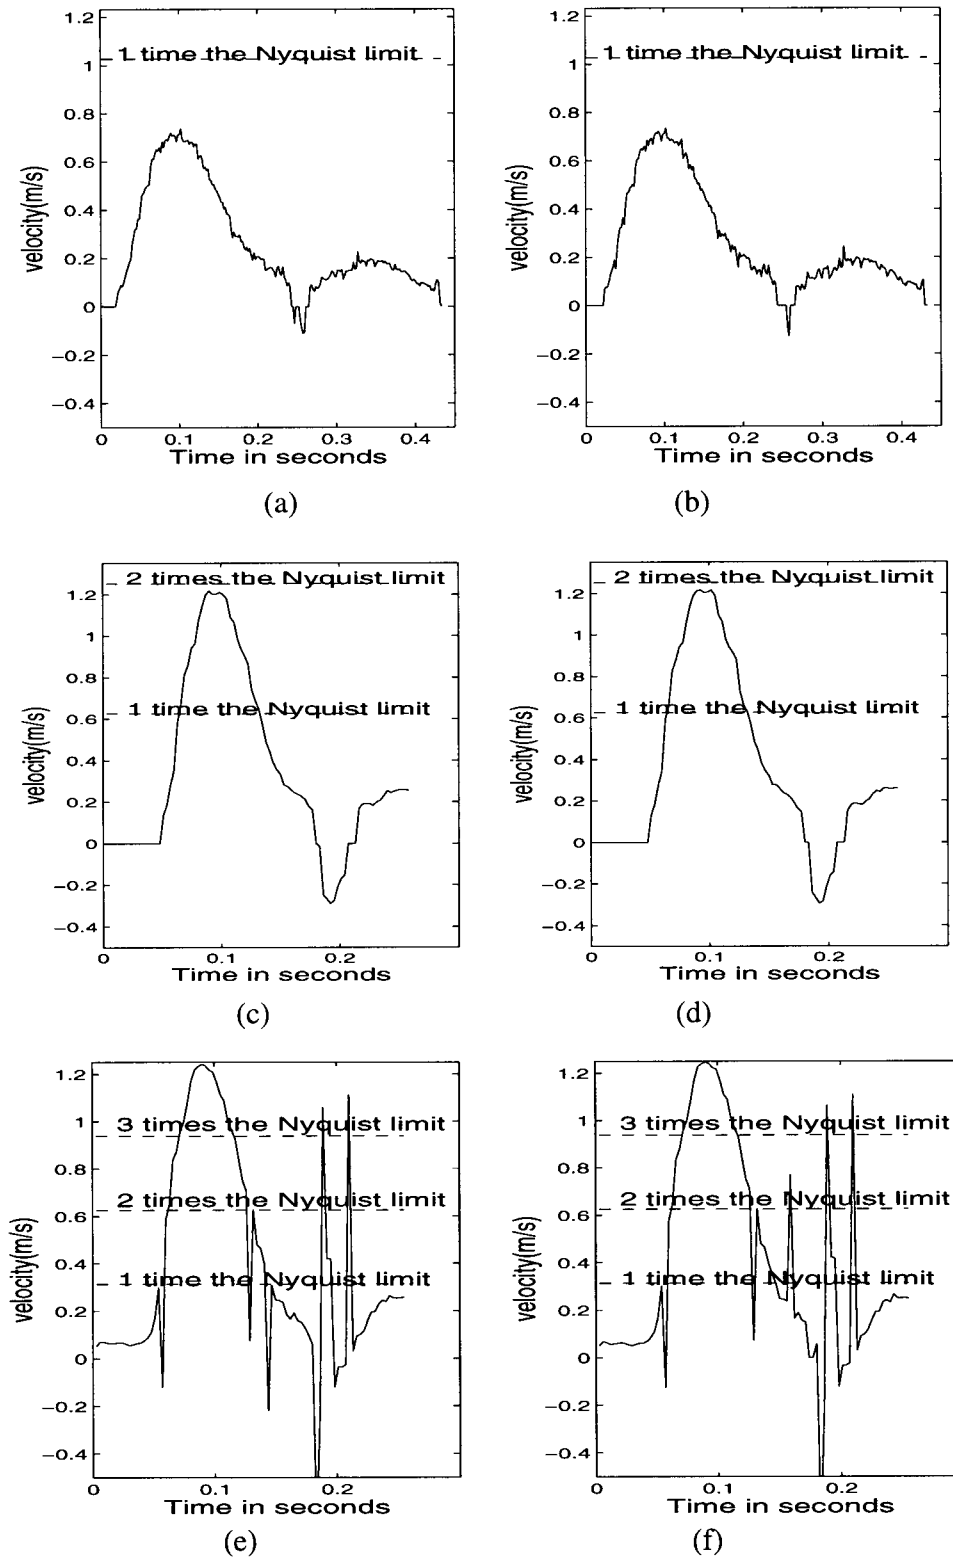 1.2
1 time the Nyquist limit
1
0.8
0.6
0.4
0.2
0
−0.2
−0.4
velocity(m/s)
0 0.1 0.2 0.3 0.4
Time in seconds
(a)
1.2
1 time the Nyquist limit
1
0.8
0.6
0.4
0.2
0
−0.2
−0.4
velocity(m/s)
0 0.1 0.2 0.3 0.4
Time in seconds
(b)
2 times the Nyquist limit
1.2
1
0.8
1 time the Nyquist limit
0.6
0.4
0.2
0
−0.2
−0.4
velocity(m/s)
0 0.1 0.2
Time in seconds
(c)
2 times the Nyquist limit
1.2
1
0.8
1 time the Nyquist limit
0.6
0.4
0.2
0
−0.2
−0.4
velocity(m/s)
0 0.1 0.2
Time in seconds
(d)
1.2
3 times the Nyquist limit
1
0.8
2 times the Nyquist limit
0.6
0.4
1 time the Nyquist limit
0.2
0
−0.2
−0.4
velocity(m/s)
0 0.1 0.2
Time in seconds
(e)
1.2
3 times the Nyquist limit
1
0.8
2 times the Nyquist limit
0.6
0.4
1 time the Nyquist limit
0.2
0
−0.2
−0.4
velocity(m/s)
0 0.1 0.2
Time in seconds
(f)